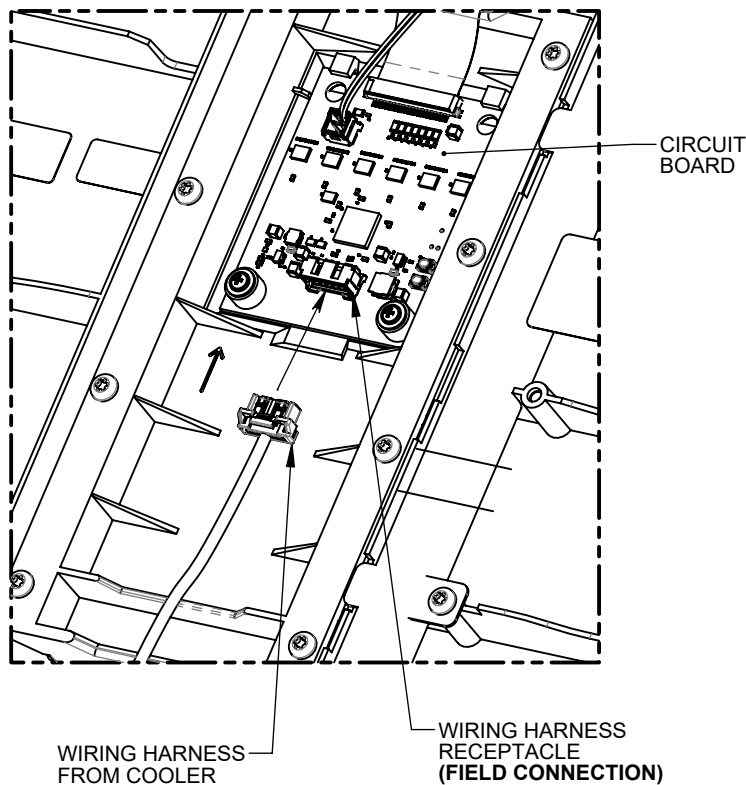 CIRCUIT
BOARD
WIRING HARNESS
RECEPTACLE
(FIELD CONNECTION)
WIRING HARNESS
FROM COOLER